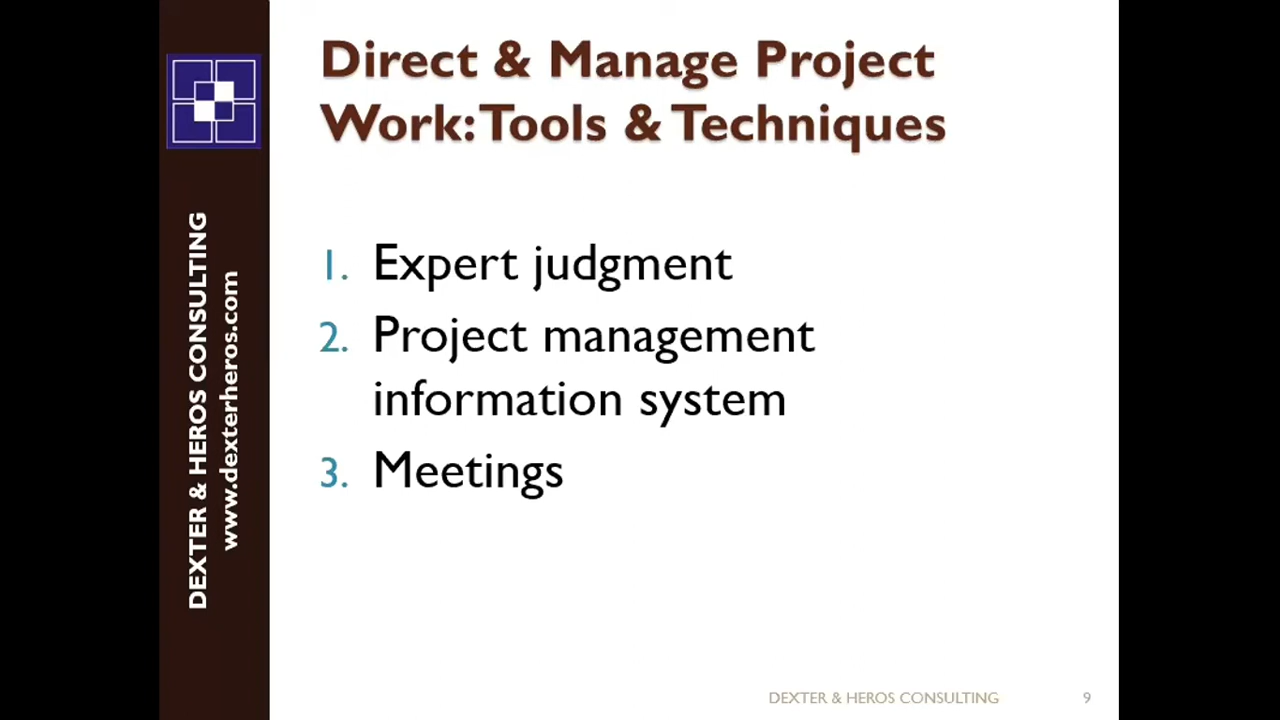 Direct & Manage Project
Work: Tools & Techniques
1. Expert judgment
2. Project management
information system
3. Meetings
DEXTER & HEROS CONSULTING
www.dexterheros.com
DEXTER & HEROS CONSULTING 9